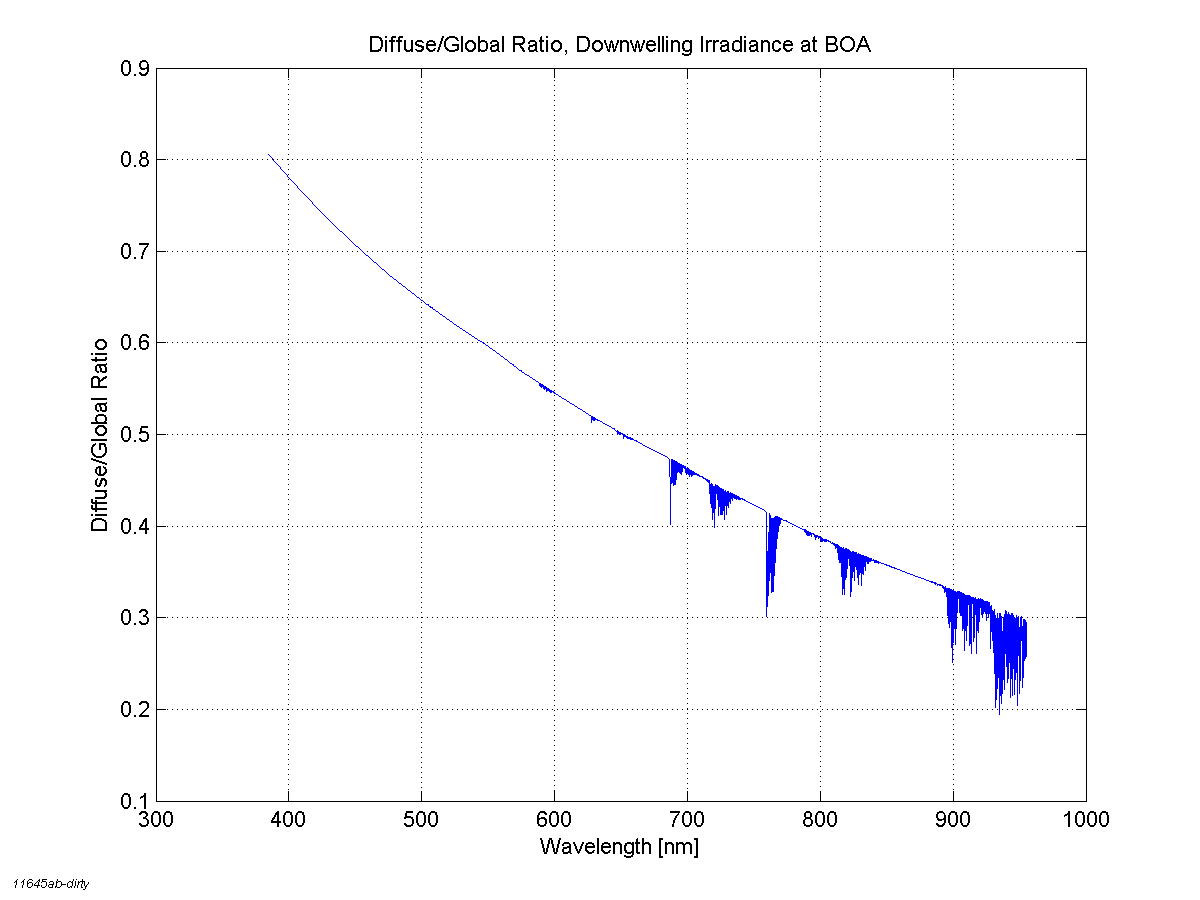 Diffuse/Global Ratio, Downwelling Irradiance at BOA
0.9
0.8
0.7
0.6
0.5
0.4
0.3
0.2
0.1
Diffuse/Global Ratio
300 400 500 600 700 800 900 1000
Wavelength [nm]
11645ab-dirty